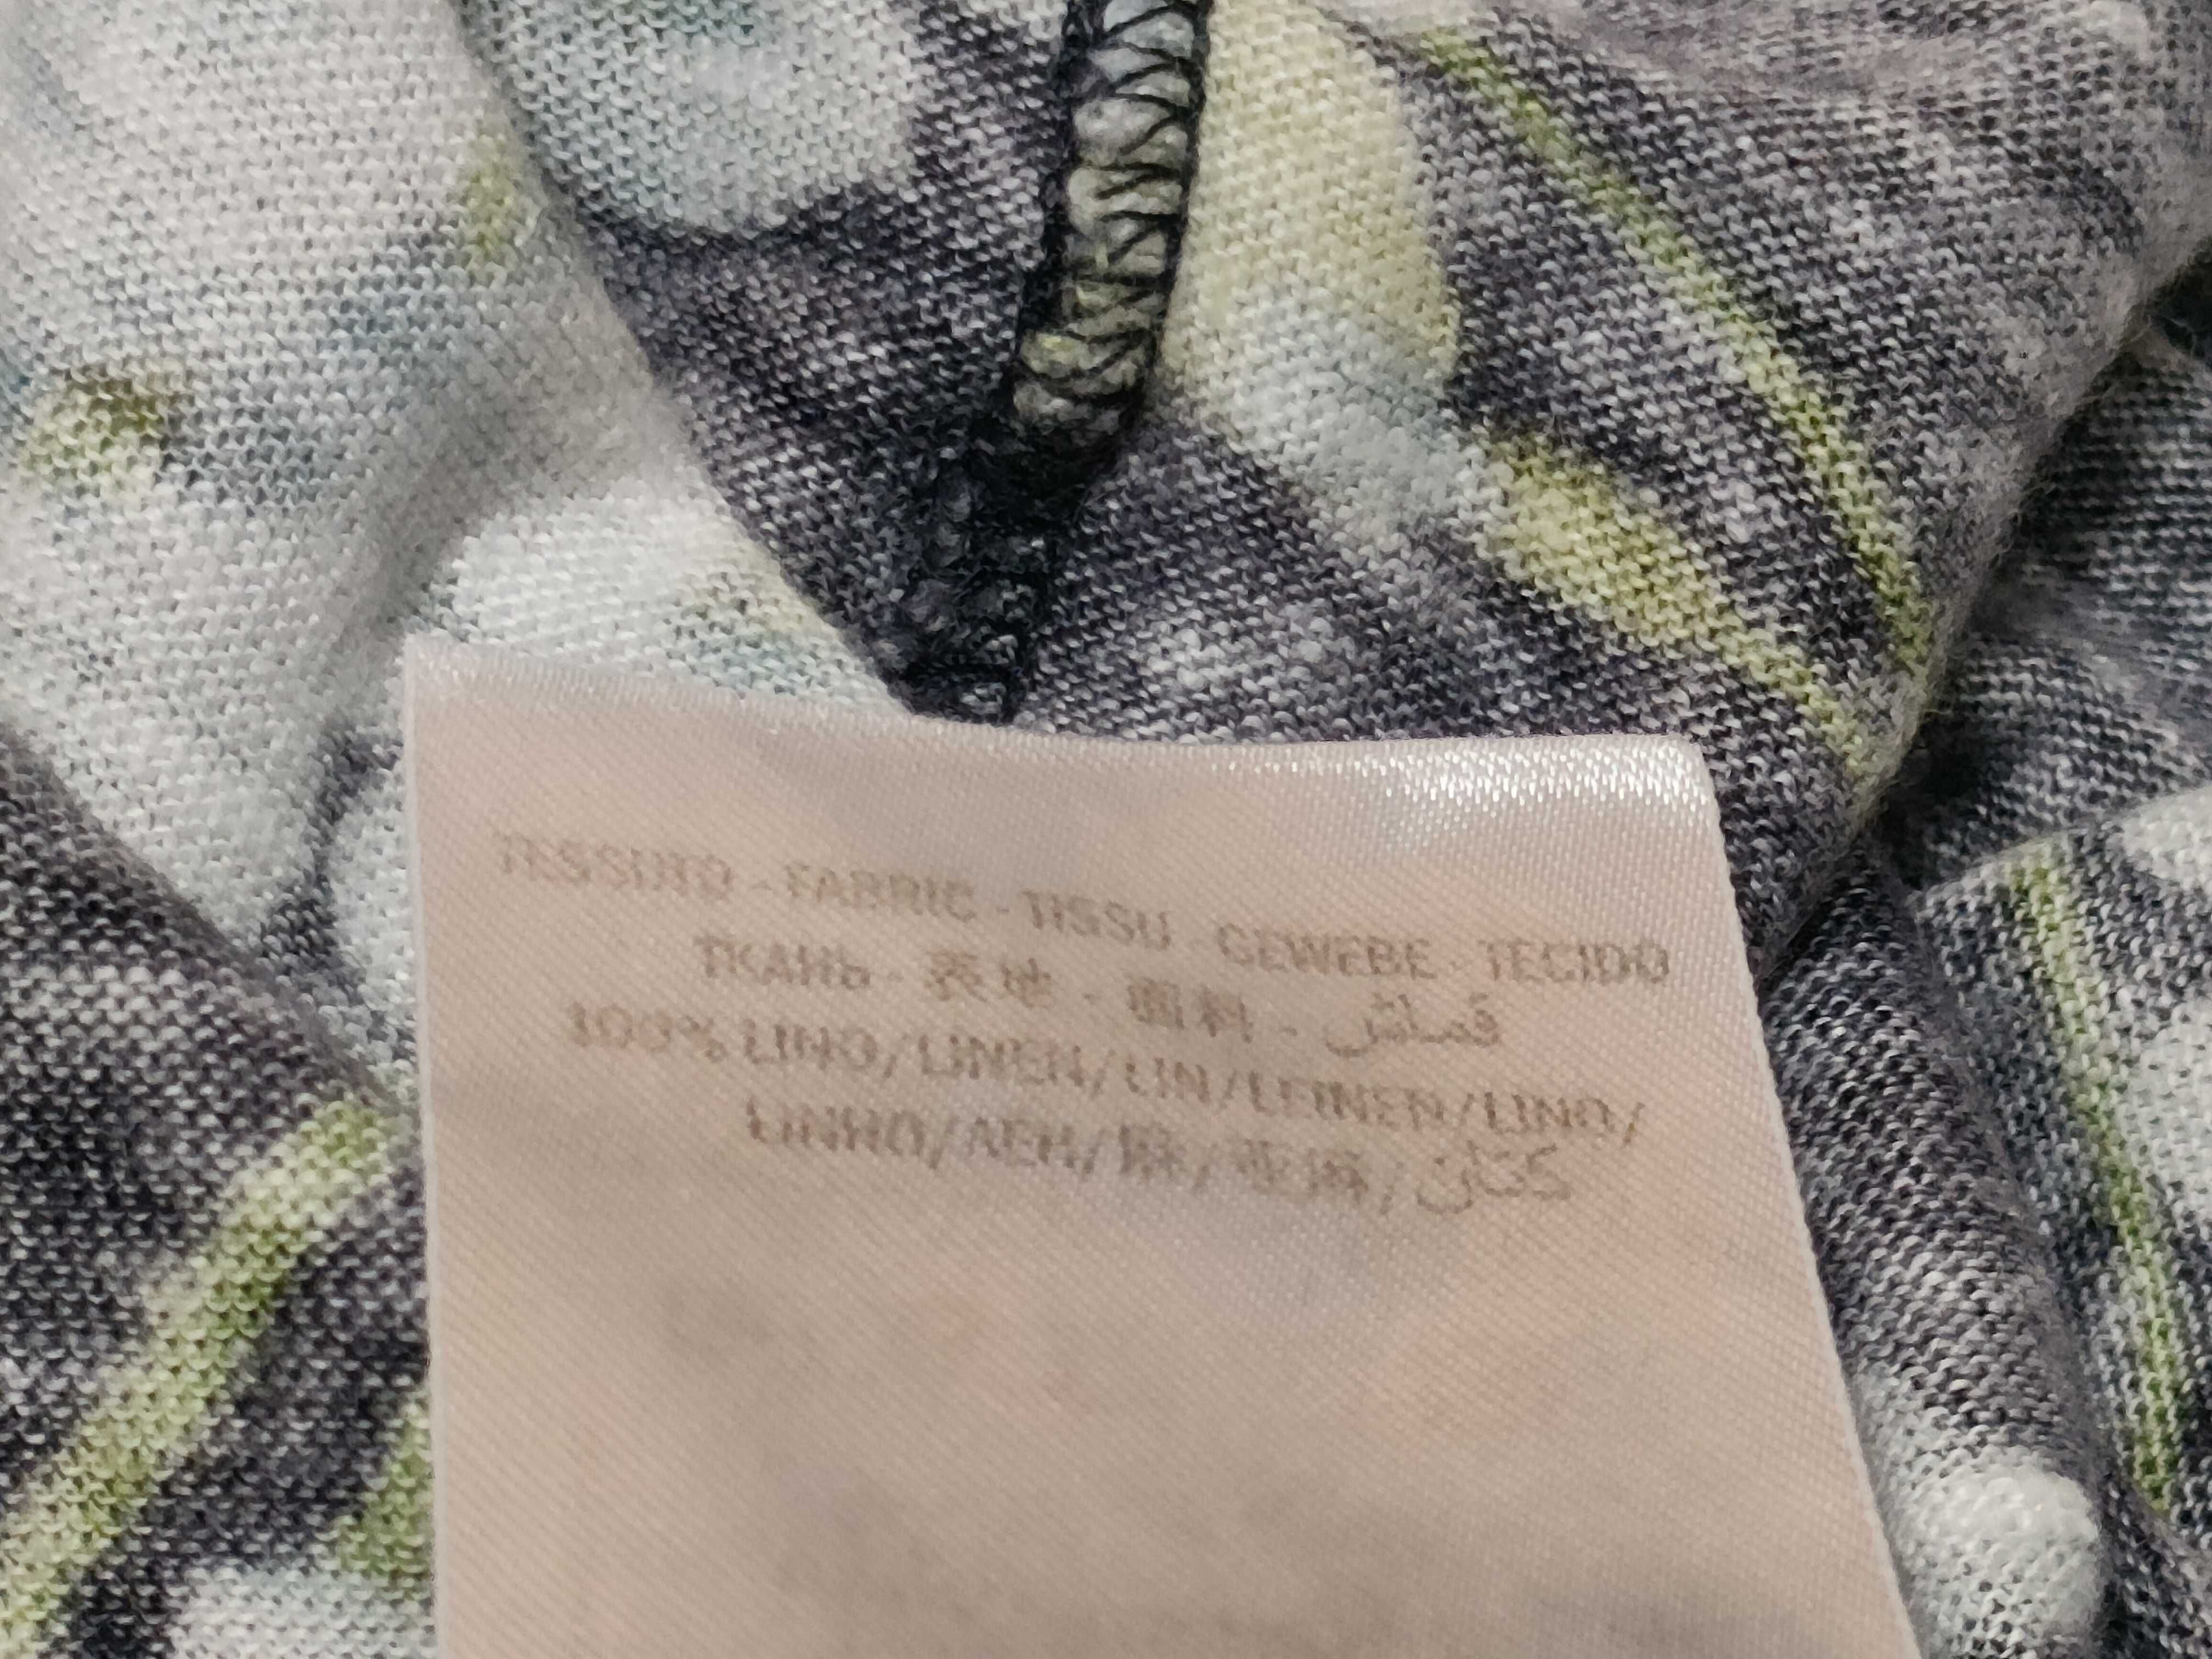 TESSUTO - FABRIC - TISSU - GEWEBE - TECIDO
ТКАНЬ - 表地 - 面料 - قماش
100% LINO/LINEN/LIN/LEINEN/LINO/
LINHO/ЛЕН/麻/亚麻/كتان